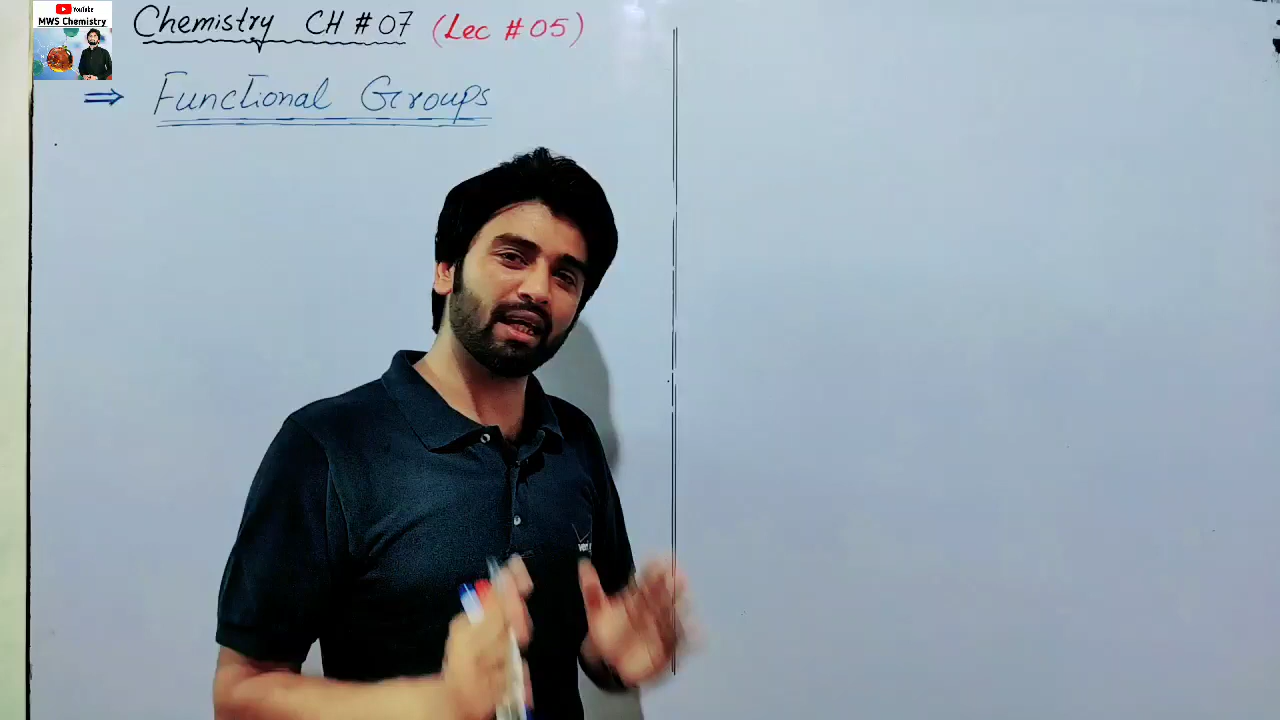 YouTube
MWS Chemistry
Chemistry CH # 07 (Lec # 05)
⇒ Functional Groups